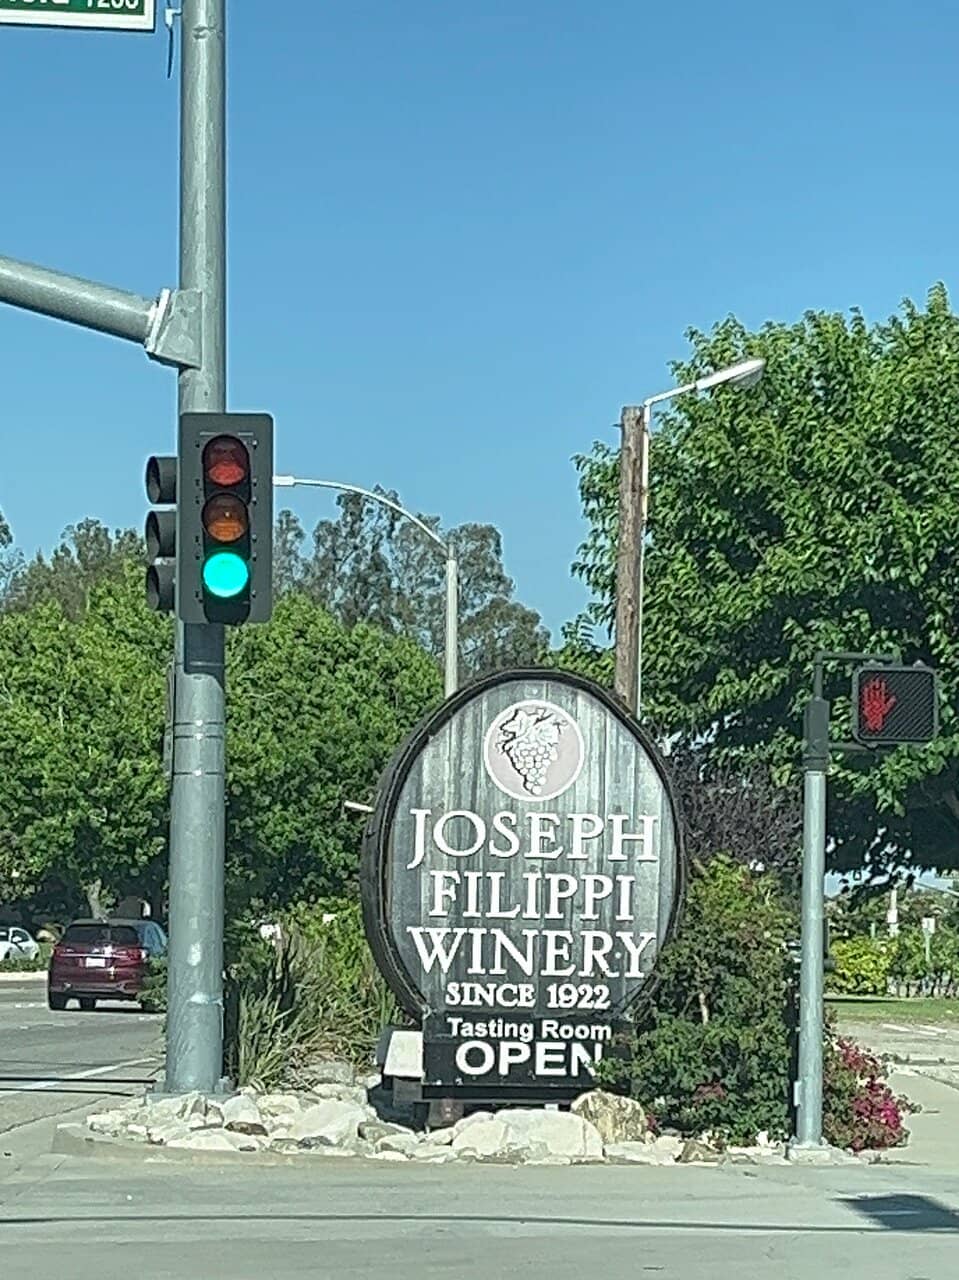 JOSEPH
FILIPPI
WINERY
SINCE 1922
Tasting Room
OPEN